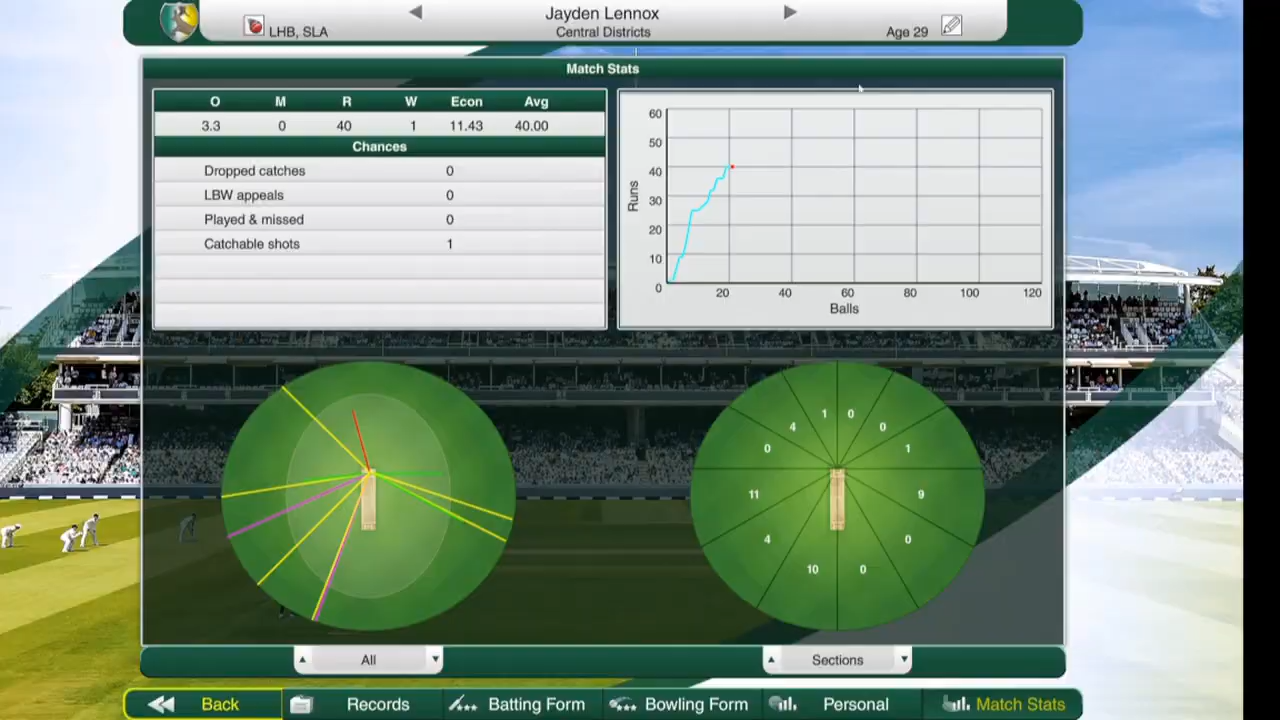 Jayden Lennox
LHB, SLA
Central Districts
Age 29
Match Stats
O M R W Econ Avg
3.3 0 40 1 11.43 40.00
Chances
Dropped catches 0
LBW appeals 0
Played & missed 0
Catchable shots 1
60
50
40
30
20
10
0
Runs
20 40 60 80 100 120
Balls
1 0
4 0
0 1
11 9
4 0
10 0
All
Sections
Back Records Batting Form Bowling Form Personal Match Stats